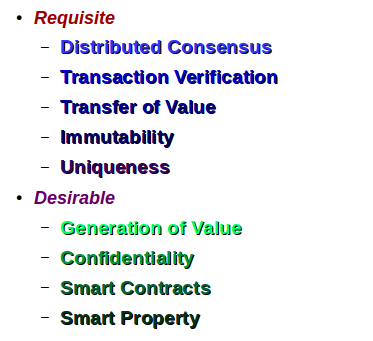 • Requisite
– Distributed Consensus
– Transaction Verification
– Transfer of Value
– Immutability
– Uniqueness
• Desirable
– Generation of Value
– Confidentiality
– Smart Contracts
– Smart Property